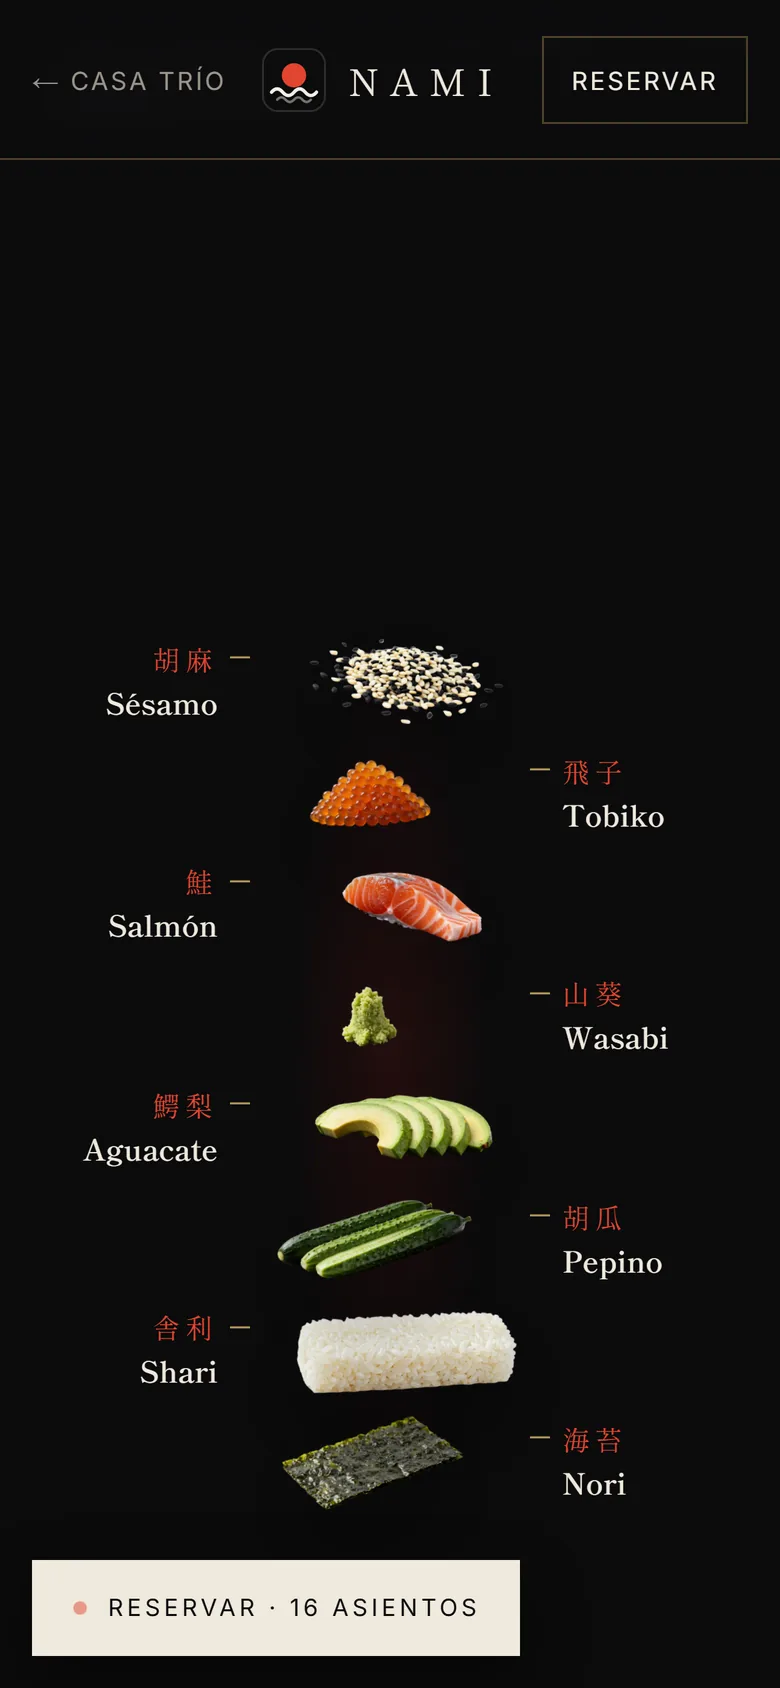 ← CASA TRÍO
NAMI
RESERVAR
胡麻
Sésamo
飛子
Tobiko
鮭
Salmón
山葵
Wasabi
鰐梨
Aguacate
胡瓜
Pepino
舎利
Shari
海苔
Nori
RESERVAR · 16 ASIENTOS